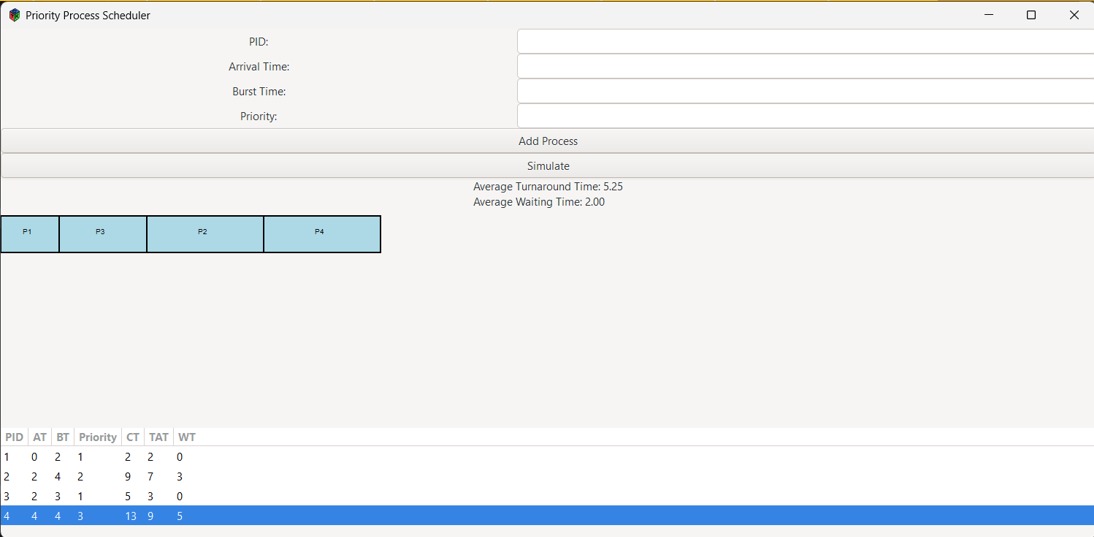 Priority Process Scheduler
PID:
Arrival Time:
Burst Time:
Priority:
Add Process
Simulate
Average Turnaround Time: 5.25
Average Waiting Time: 2.00
P1 P3 P2 P4
PID AT BT Priority CT TAT WT
1 0 2 1 2 2 0
2 2 4 2 9 7 3
3 2 3 1 5 3 0
4 4 4 3 13 9 5